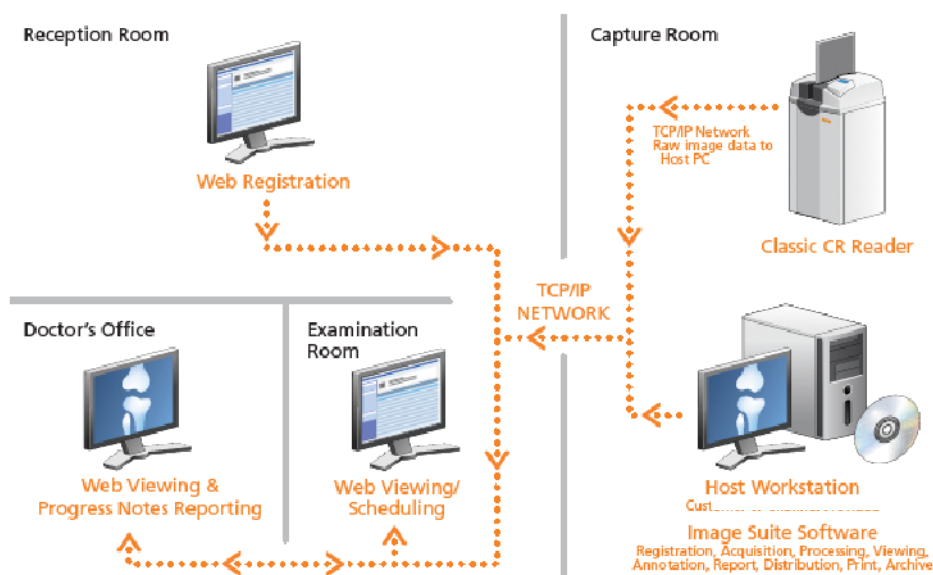 Reception Room
Web Registration
Capture Room
TCP/IP Network
Raw image data to
Host PC
Classic CR Reader
TCP/IP
NETWORK
Doctor's Office
Web Viewing &
Progress Notes Reporting
Examination
Room
Web Viewing/
Scheduling
Host Workstation
Image Suite Software
Registration, Acquisition, Processing, Viewing,
Annotation, Report, Distribution, Print, Archive